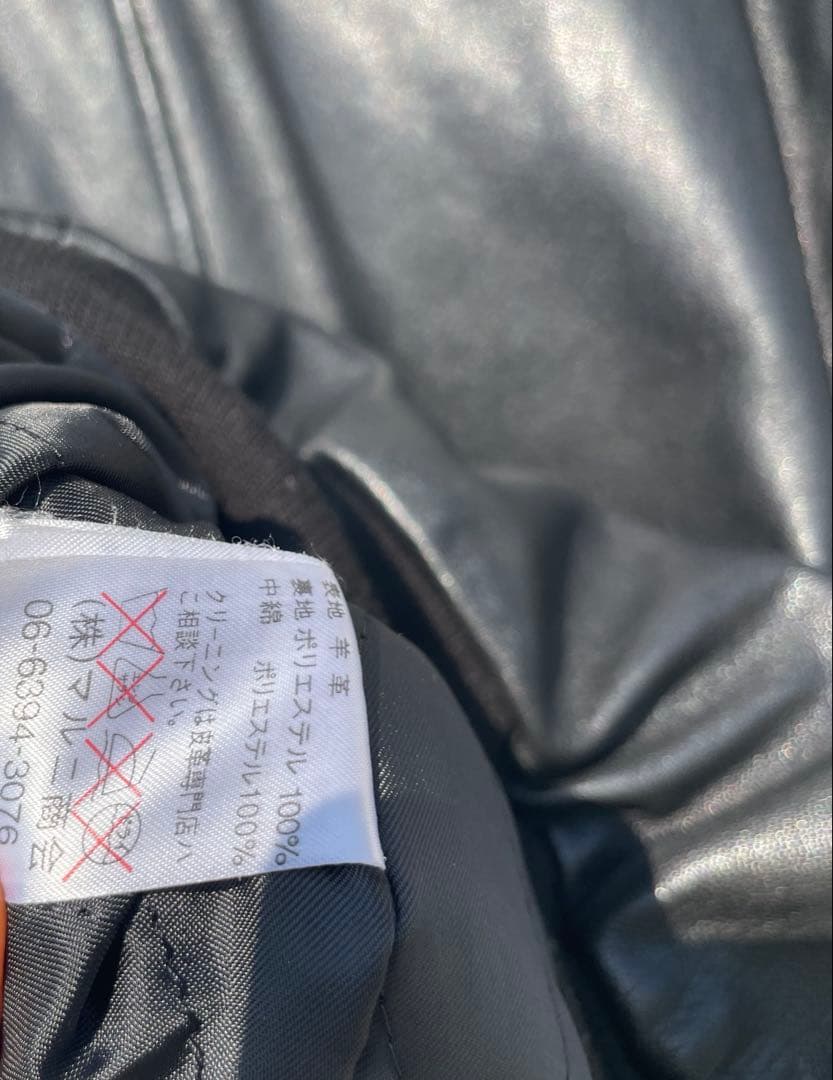 表地 羊革
裏地 ポリエステル 100%
中綿 ポリエステル100%
クリーニングは皮革専門店ハ
ご相談下さい。
(株)マルニ商会
06-6394-3076